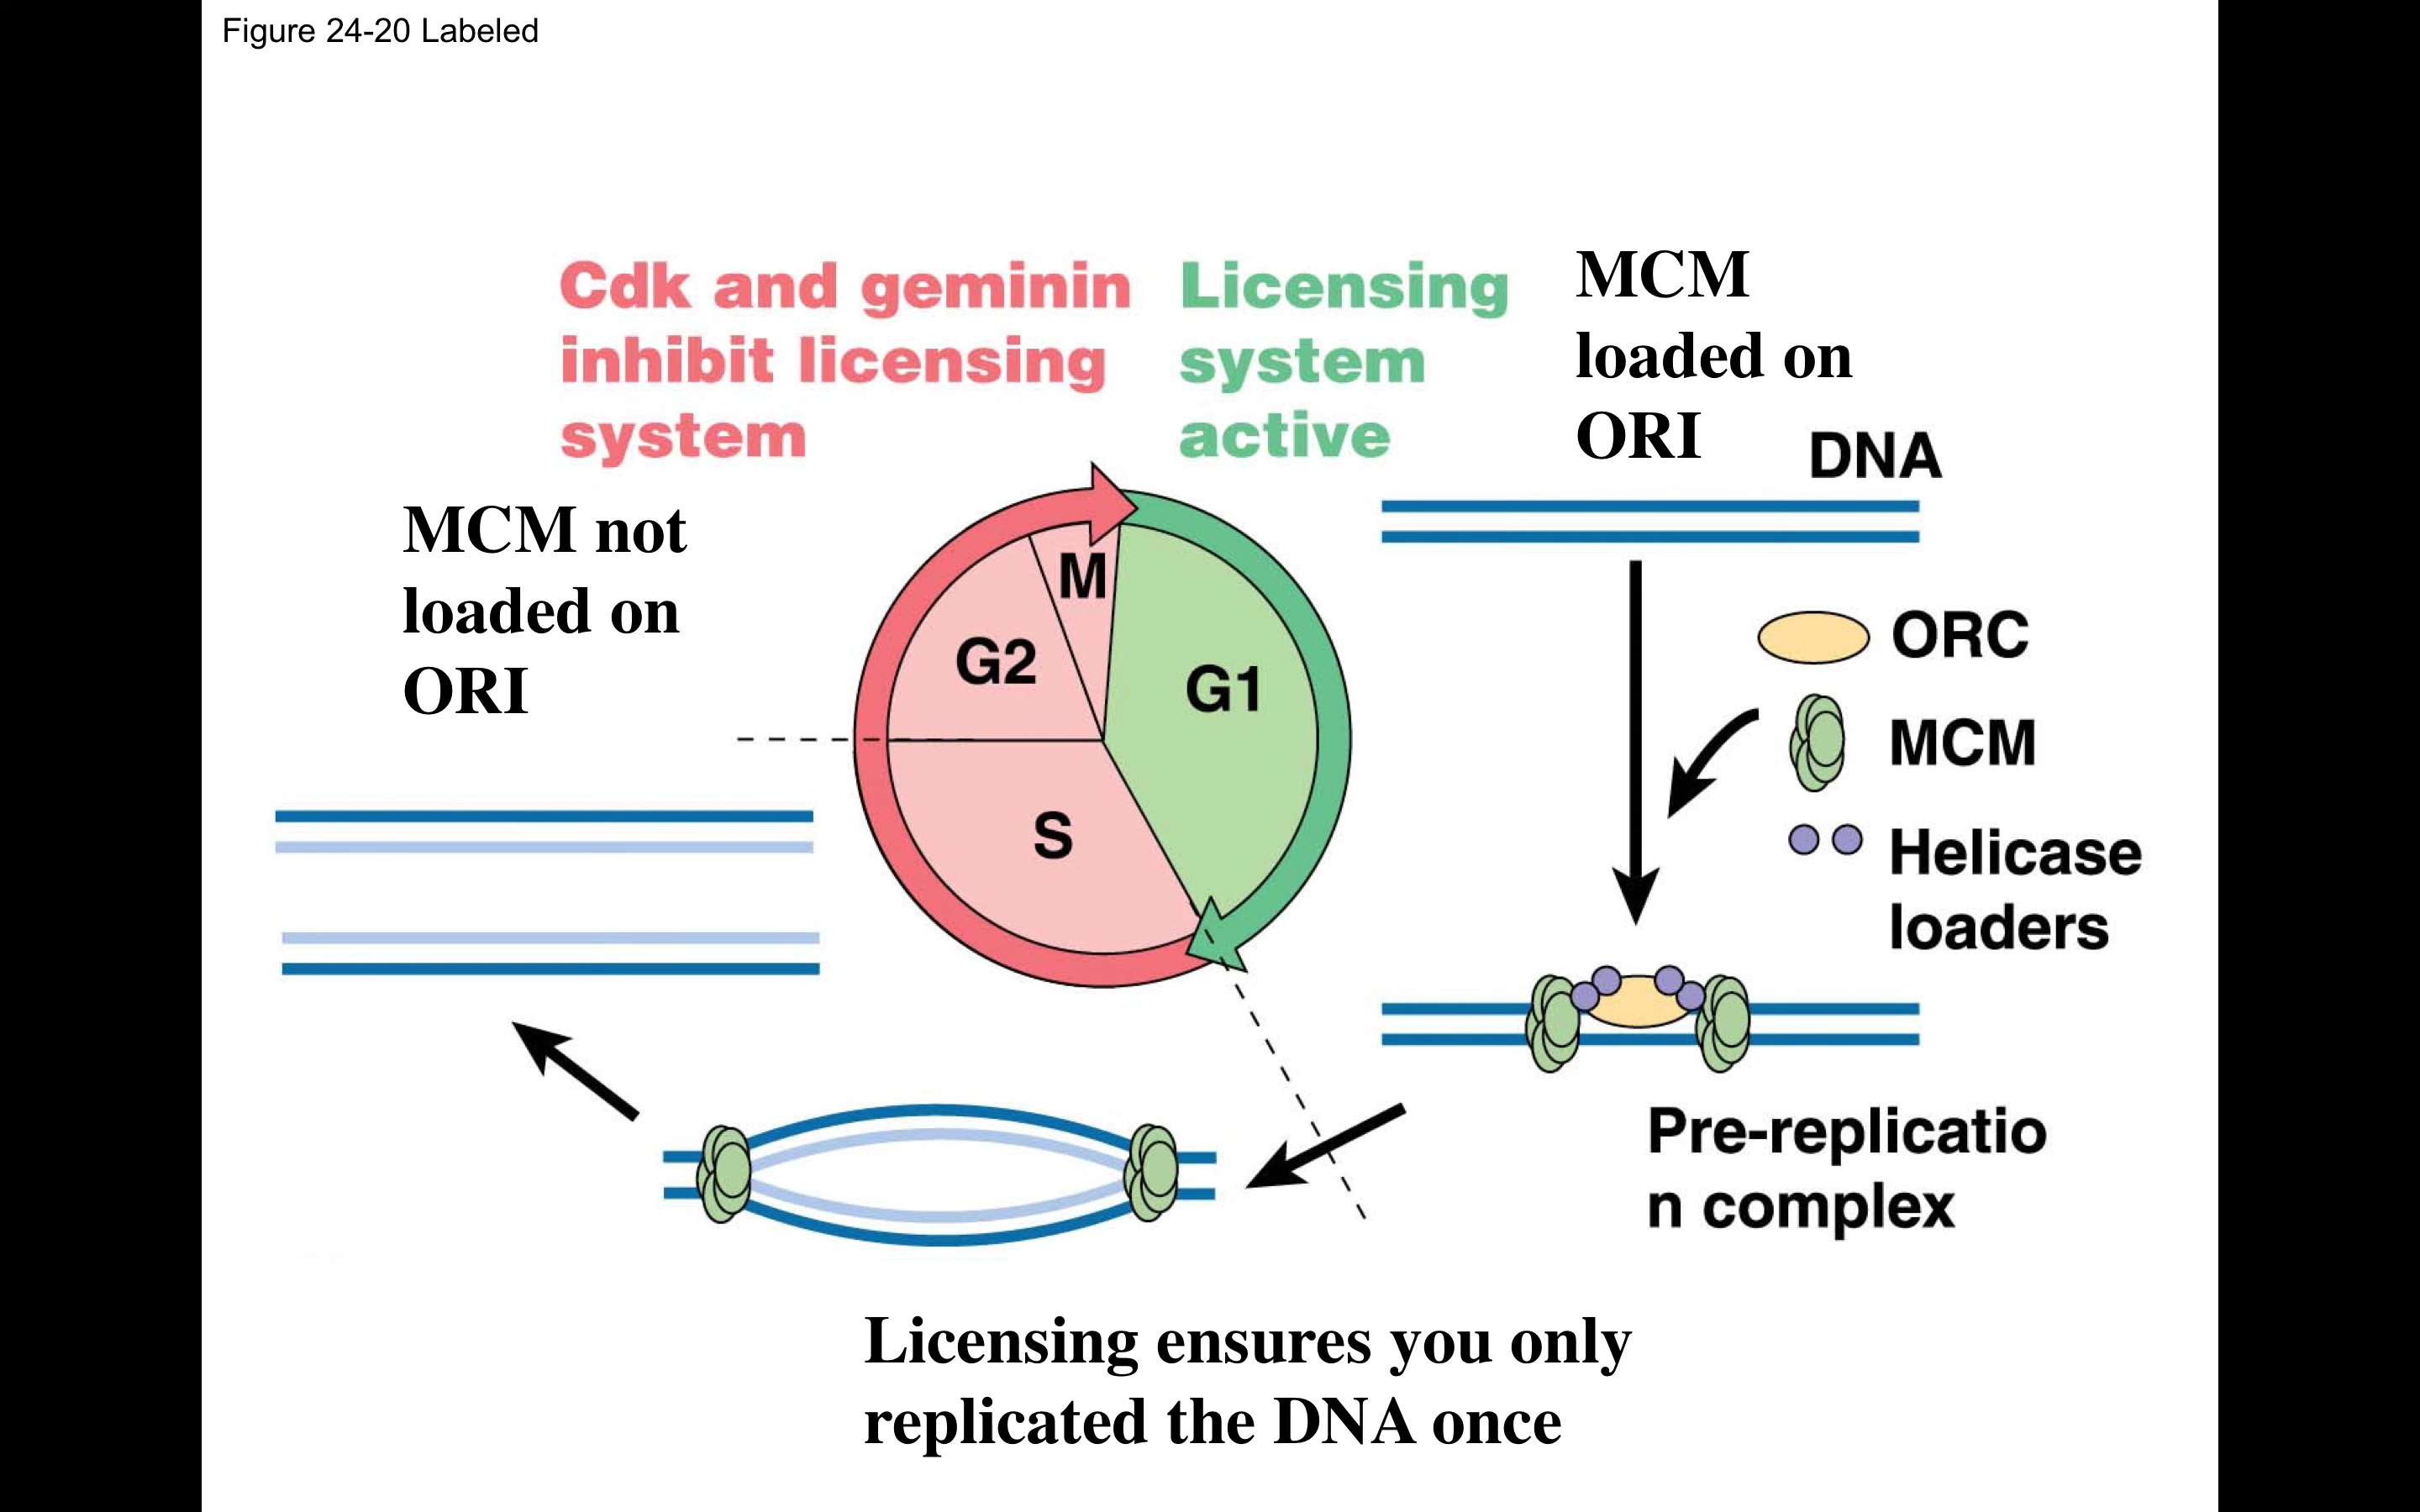 Figure 24-20 Labeled
Cdk and geminin
inhibit licensing
system
Licensing
system
active
MCM
loaded on
ORI
DNA
MCM not
loaded on
ORI
M
G2
G1
S
ORC
MCM
Helicase
loaders
Pre-replicatio
n complex
Licensing ensures you only
replicated the DNA once